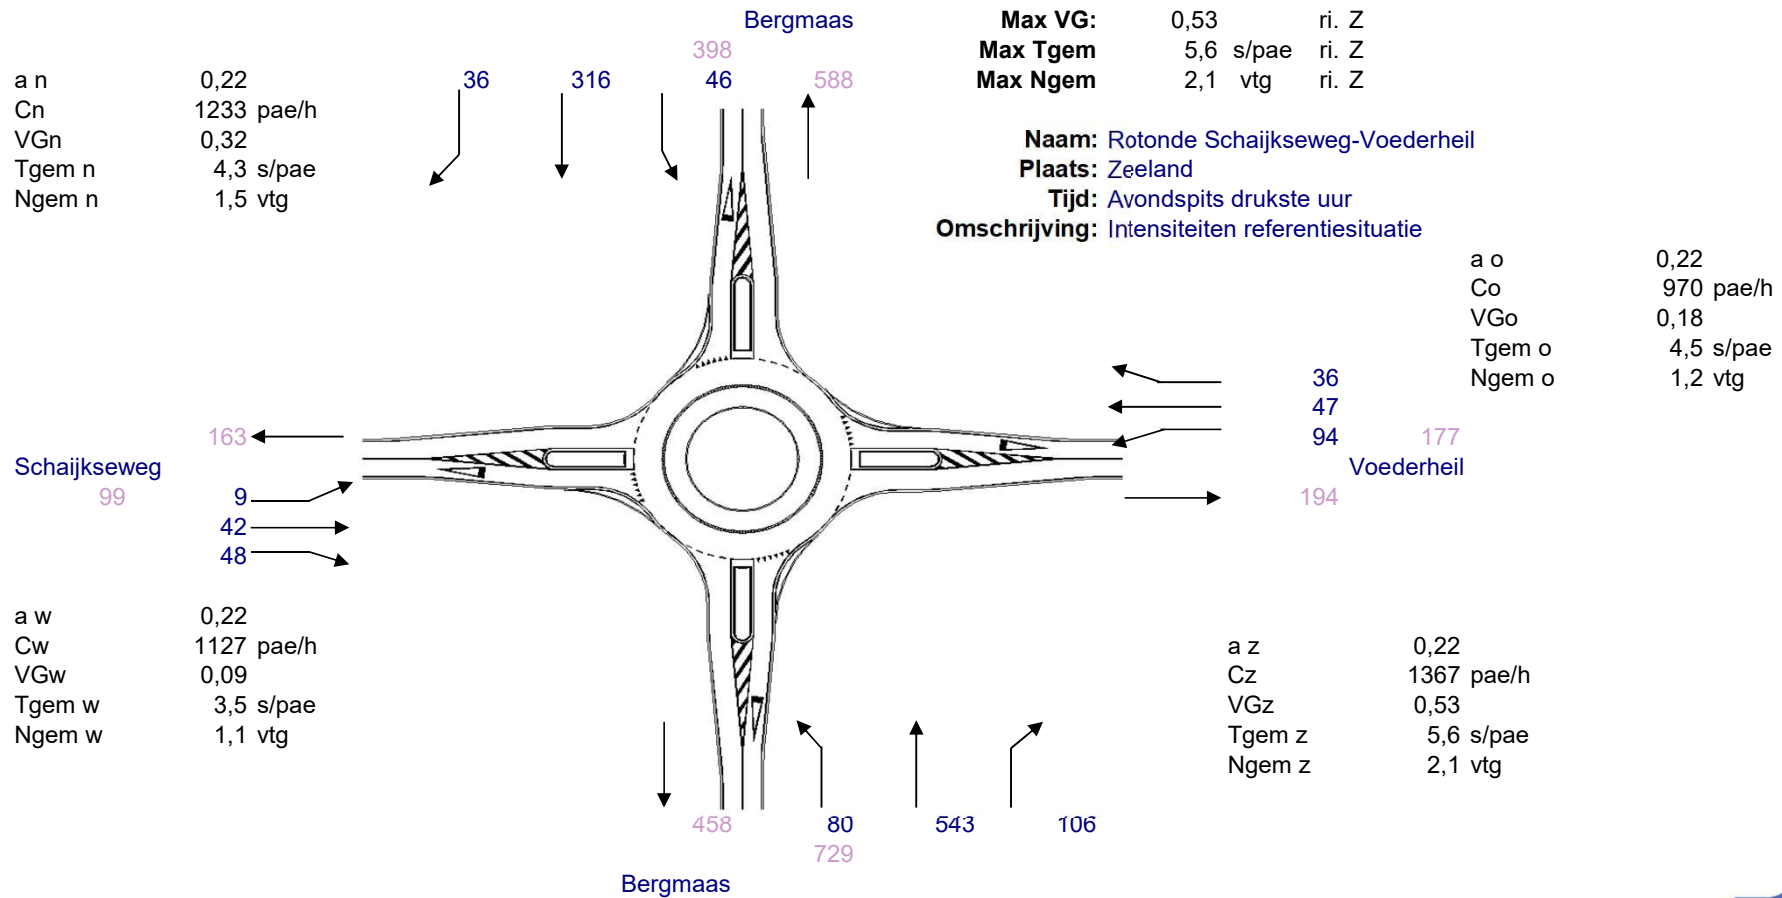 Bergmaas
398
36 316 46 588
Max VG: 0,53 ri. Z
Max Tgem 5,6 s/pae ri. Z
Max Ngem 2,1 vtg ri. Z
a n 0,22
Cn 1233 pae/h
VGn 0,32
Tgem n 4,3 s/pae
Ngem n 1,5 vtg
Naam: Rotonde Schaijkseweg-Voederheil
Plaats: Zeeland
Tijd: Avondspits drukste uur
Omschrijving: Intensiteiten referentiesituatie
a o 0,22
Co 970 pae/h
VGo 0,18
Tgem o 4,5 s/pae
Ngem o 1,2 vtg
36
47
94 177
Voederheil
194
163
Schaijkseweg
99 9
42
48
a w 0,22
Cw 1127 pae/h
VGw 0,09
Tgem w 3,5 s/pae
Ngem w 1,1 vtg
a z 0,22
Cz 1367 pae/h
VGz 0,53
Tgem z 5,6 s/pae
Ngem z 2,1 vtg
458 80 543 106
729
Bergmaas